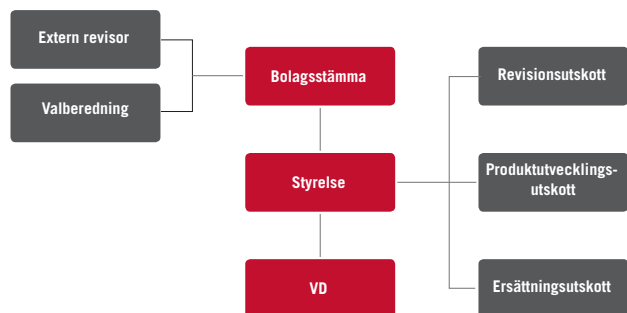 Extern revisor
Bolagsstämma
Revisionsutskott
Valberedning
Styrelse
Produktutvecklings-
utskott
VD
Ersättningsutskott